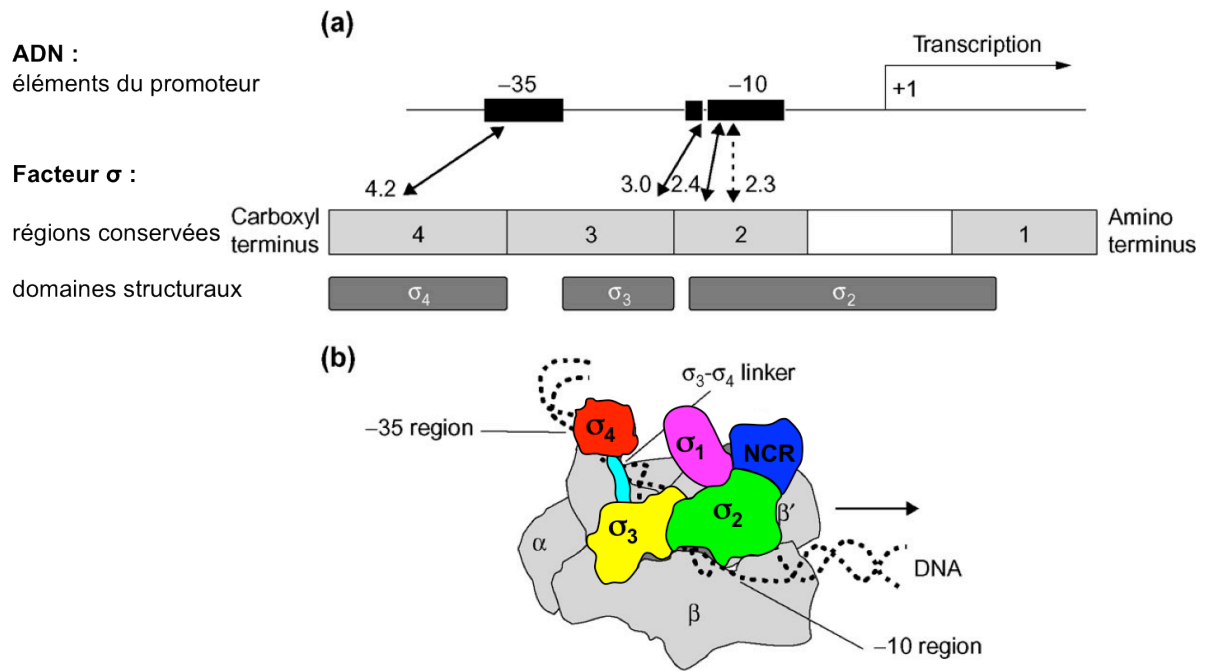 (a)
ADN :
éléments du promoteur
Transcription
–35
–10
+1
Facteur σ :
4.2
3.0
2.4
2.3
régions conservées
Carboxyl
terminus
4
3
2
1
Amino
terminus
domaines structuraux
σ4
σ3
σ2
(b)
σ3-σ4 linker
–35 region
σ4
σ1
NCR
σ3
σ2
β′
α
β
DNA
–10 region